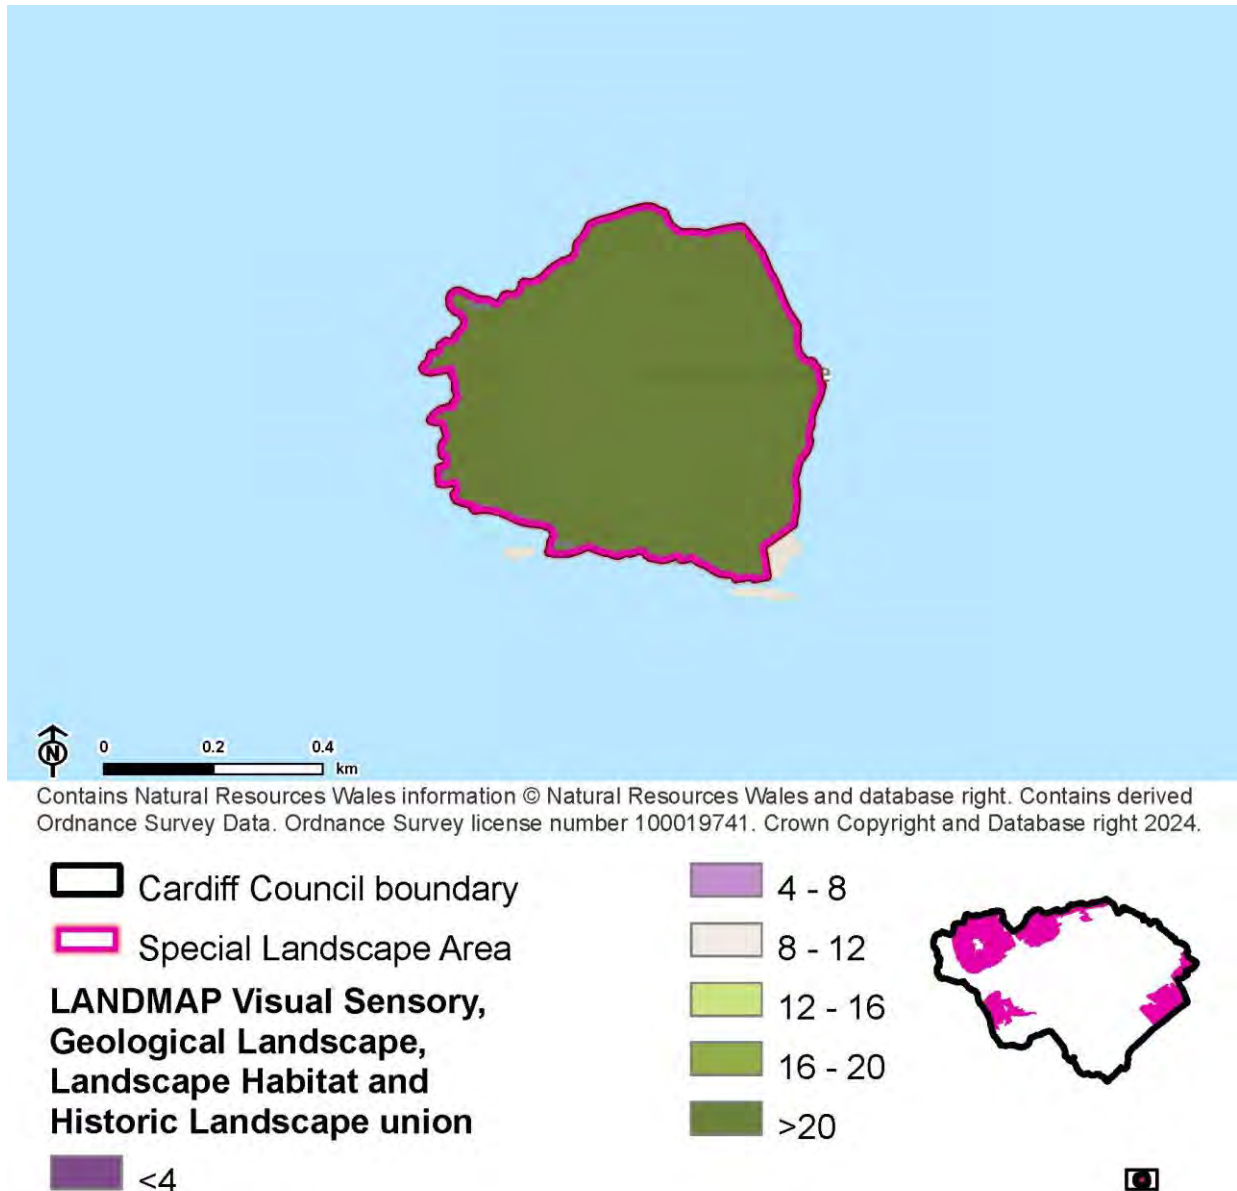 e
N
0 0.2 0.4
km
Contains Natural Resources Wales information © Natural Resources Wales and database right. Contains derived
Ordnance Survey Data. Ordnance Survey license number 100019741. Crown Copyright and Database right 2024.
Cardiff Council boundary
Special Landscape Area
LANDMAP Visual Sensory,
Geological Landscape,
Landscape Habitat and
Historic Landscape union
<4
4 - 8
8 - 12
12 - 16
16 - 20
>20